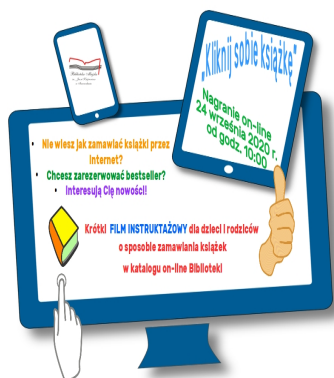 „Kliknij sobie książkę"
Nagranie on-line
24 września 2020 r.
od godz. 10:00
• Nie wiesz jak zamawiać książki przez
Internet?
• Chcesz zarezerwować bestseller?
• Interesują Cię nowości!
Krótki FILM INSTRUKTAŻOWY dla dzieci i rodziców
o sposobie zamawiania książek
w katalogu on-line Biblioteki